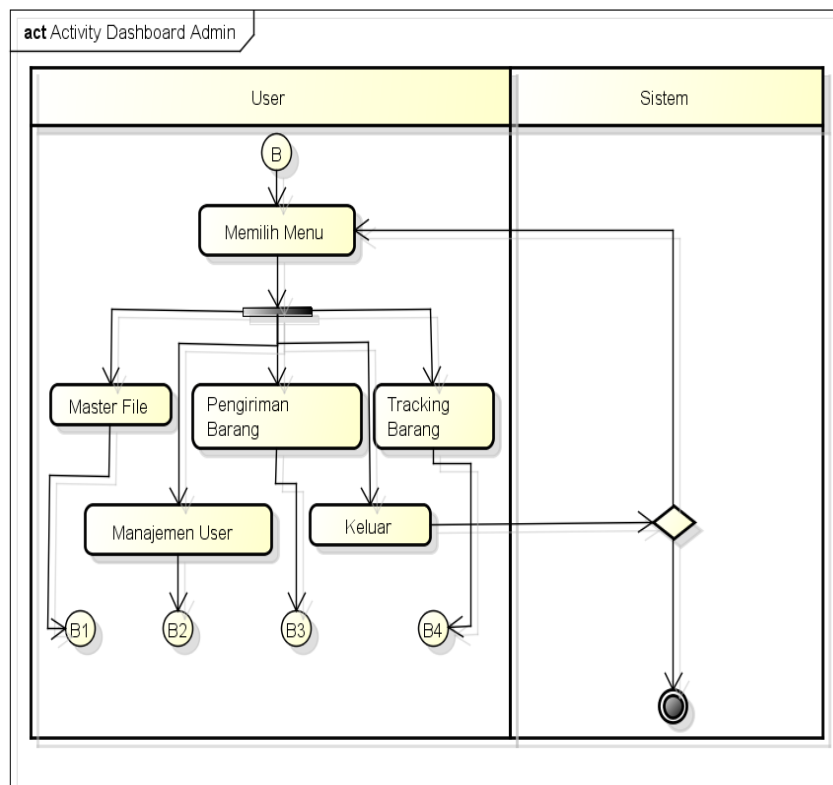 act Activity Dashboard Admin
User
Sistem
B
Memilih Menu
Master File
Pengiriman
Barang
Tracking
Barang
Manajemen User
Keluar
B1
B2
B3
B4